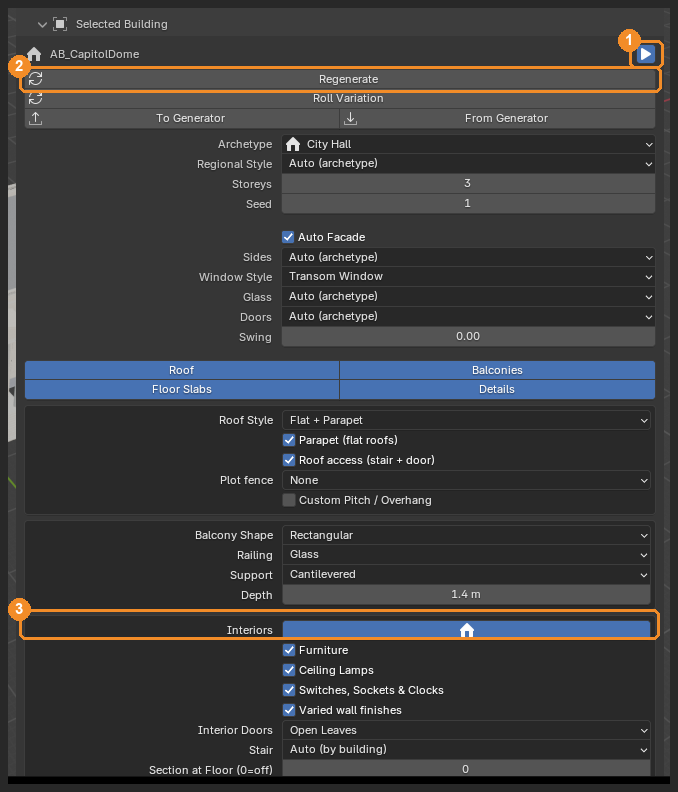 Selected Building
1
AB_CapitolDome
2
Regenerate
Roll Variation
To Generator From Generator
Archetype City Hall
Regional Style Auto (archetype)
Storeys 3
Seed 1
Auto Facade
Sides Auto (archetype)
Window Style Transom Window
Glass Auto (archetype)
Doors Auto (archetype)
Swing 0.00
Roof Balconies
Floor Slabs Details
Roof Style Flat + Parapet
Parapet (flat roofs)
Roof access (stair + door)
Plot fence None
Custom Pitch / Overhang
Balcony Shape Rectangular
Railing Glass
Support Cantilevered
Depth 1.4 m
3
Interiors
Furniture
Ceiling Lamps
Switches, Sockets & Clocks
Varied wall finishes
Interior Doors Open Leaves
Stair Auto (by building)
Section at Floor (0=off) 0